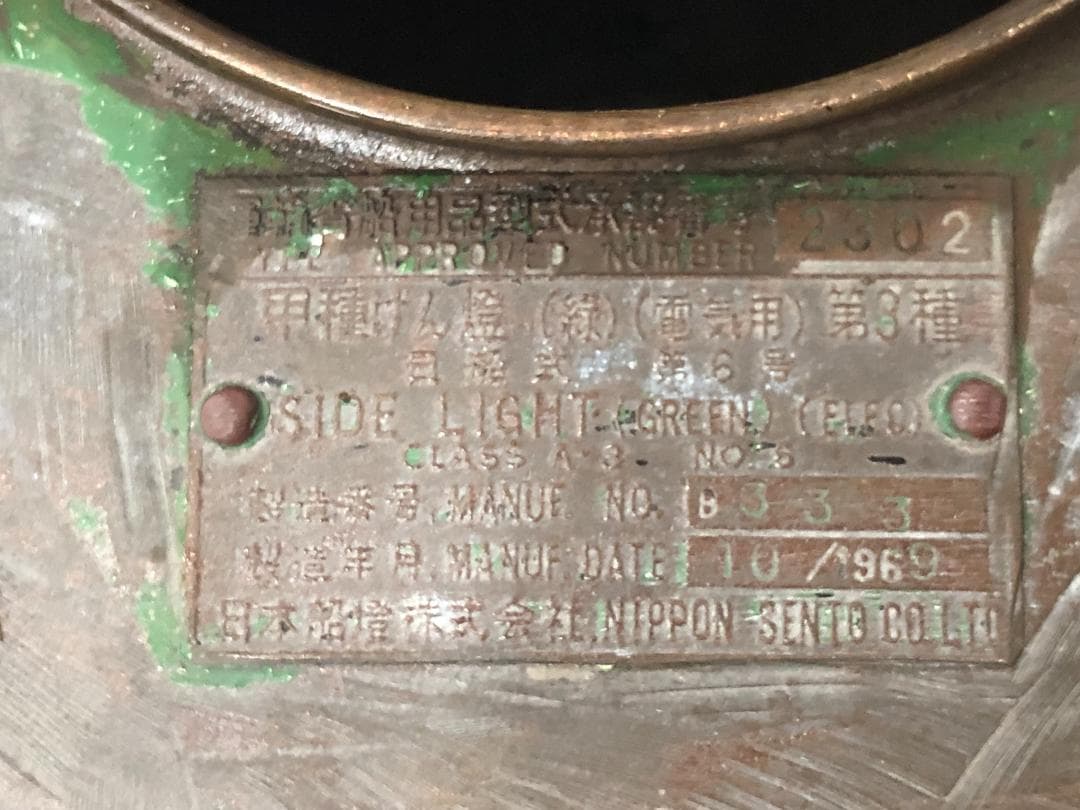 船用品型式承認番号 2302
TYPE APPROVED NUMBER
甲種げん燈(緑)(電気用)第3種
第6号
SIDE LIGHT (GREEN) (ELEC)
CLASS A-3. NO.6
製造番号 MANUF. NO. B 333
製造年月 MANUF. DATE 10/1969
日本船燈株式会社 NIPPON SENTO CO. LTD